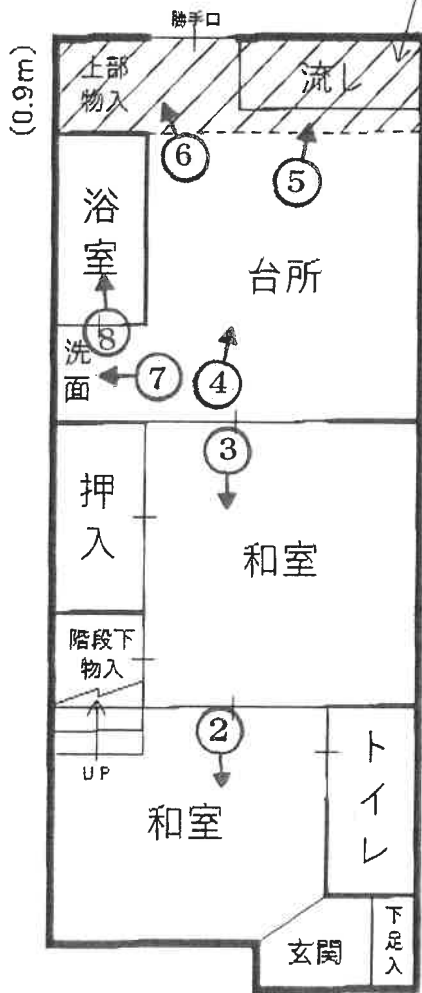 勝手口
(0.9m)
上部
物入
流し
⑥
⑤
浴室
台所
⑧
洗面
⑦
④
③
押入
和室
階段下
物入
UP
②
和室
トイレ
玄関
下足入